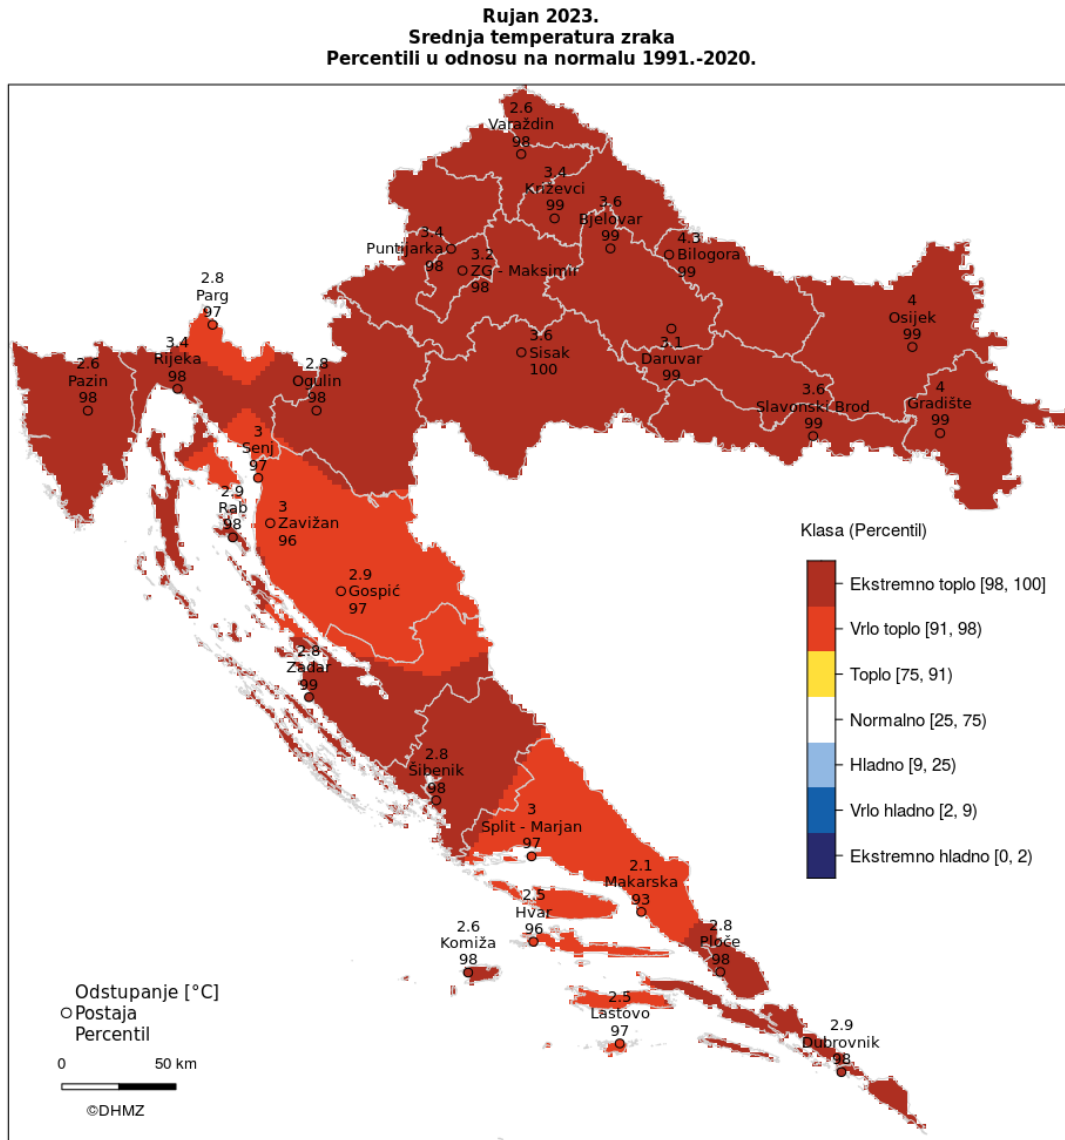 Rujan 2023.
Srednja temperatura zraka
Percentili u odnosu na normalu 1991.-2020.
2.6
Varaždin
98
3.4
Križevci
99
3.6
Bjelovar
99
3.4
Puntijarka
98
3.2
ZG - Maksimir
98
4.3
Bilogora
99
2.8
Parg
97
4
Osijek
99
3.4
Rijeka
98
2.6
Pazin
98
2.8
Ogulin
98
3.6
Sisak
100
3.1
Daruvar
99
3.6
Slavonski Brod
99
4
Gradište
99
3
Senj
97
2.9
Rab
98
3
Zavižan
96
2.9
Gospić
97
2.8
Zadar
99
2.8
Šibenik
98
3
Split - Marjan
97
2.1
Makarska
93
2.5
Hvar
96
2.6
Komiža
98
2.8
Ploče
98
2.5
Lastovo
97
2.9
Dubrovnik
98
Klasa (Percentil)
Ekstremno toplo [98, 100]
Vrlo toplo [91, 98)
Toplo [75, 91)
Normalno [25, 75)
Hladno [9, 25)
Vrlo hladno [2, 9)
Ekstremno hladno [0, 2)
Odstupanje [°C]
Postaja
Percentil
0 50 km
©DHMZ